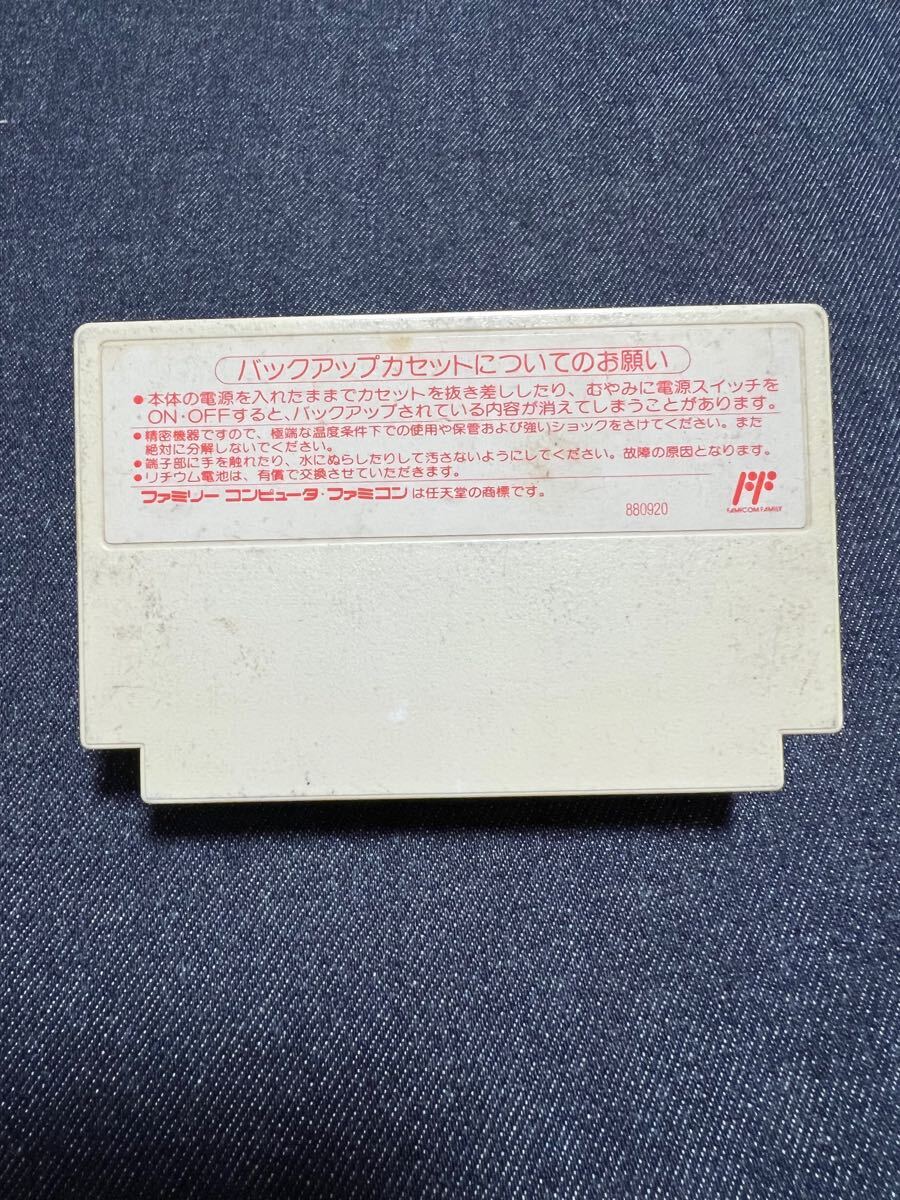 バックアップカセットについてのお願い
●本体の電源を入れたままでカセットを抜き差ししたり、むやみに電源スイッチを
ON・OFFすると、バックアップされている内容が消えてしまうことがあります。
●精密機器ですので、極端な温度条件下での使用や保管および強いショックをさけてください。また
絶対に分解しないでください。
●端子部に手を触れたり、水にぬらしたりして汚さないようにしてください。故障の原因となります。
●リチウム電池は、有償で交換させていただきます。
ファミリー コンピュータ・ファミコンは任天堂の商標です。
880920
FAMICOM FAMILY